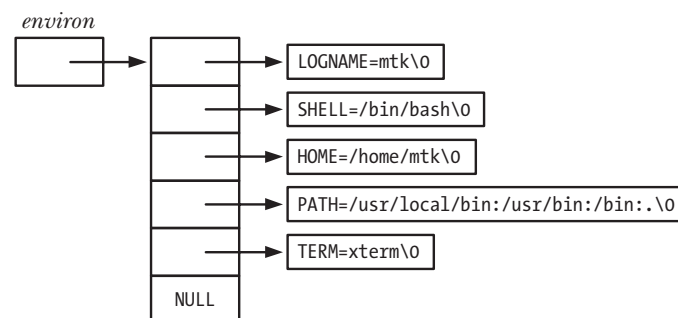 environ
LOGNAME=mtk\0
SHELL=/bin/bash\0
HOME=/home/mtk\0
PATH=/usr/local/bin:/usr/bin:/bin:.\0
TERM=xterm\0
NULL